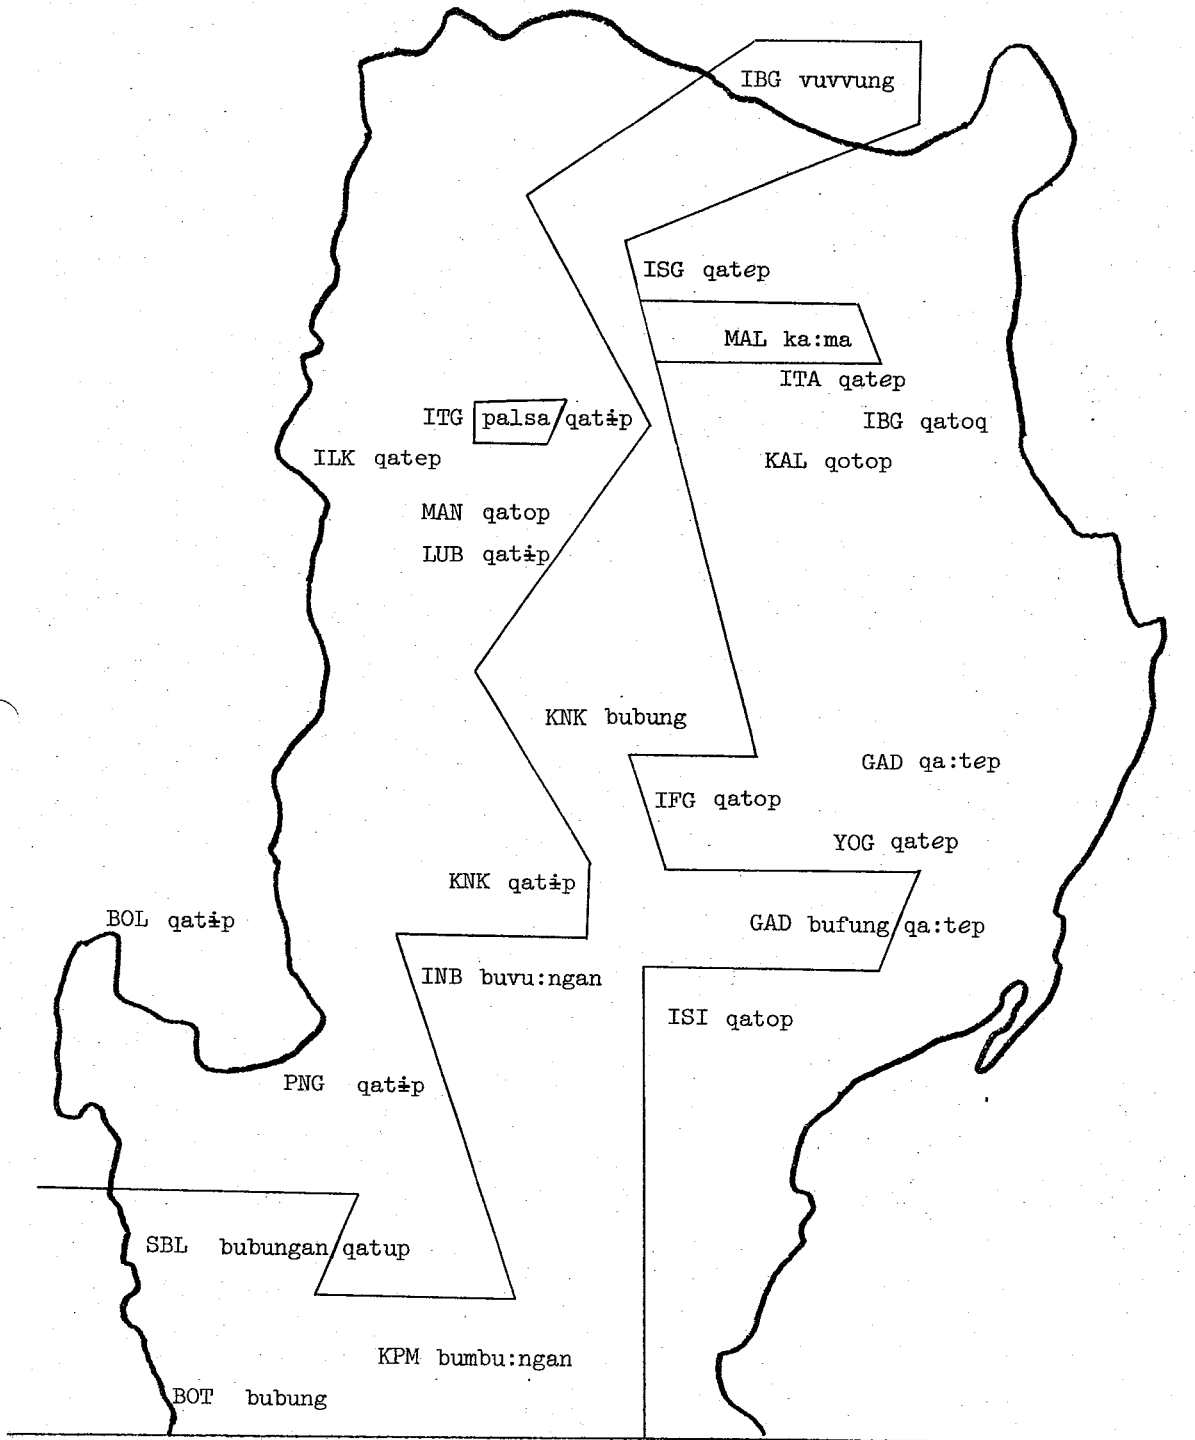 IBG vuvvung
ISG qatep
MAL ka:ma
ITA qatep
ITG palsa/qatɨp
IBG qatoq
ILK qatep
KAL qotop
MAN qatop
LUB qatɨp
KNK bubung
GAD qa:tep
IFG qatop
YOG qatep
KNK qatɨp
BOL qatɨp
GAD bufung/qa:tep
INB buvu:ngan
ISI qatop
PNG qatɨp
SBL bubungan/qatup
KPM bumbu:ngan
BOT bubung